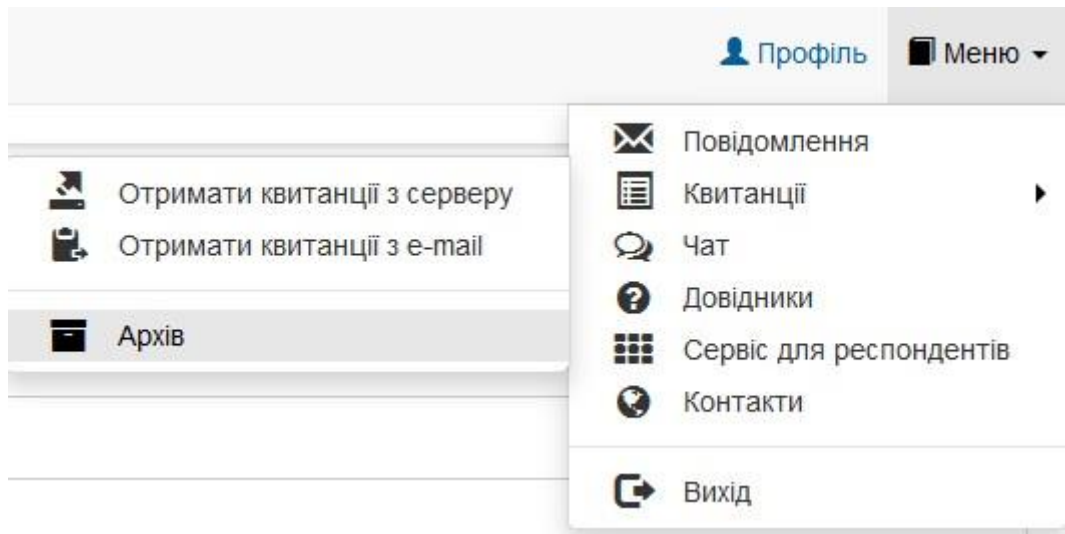 Профіль
Меню
Повідомлення
Квитанції
Чат
Довідники
Сервіс для респондентів
Контакти
Вихід
Отримати квитанції з серверу
Отримати квитанції з e-mail
Архів